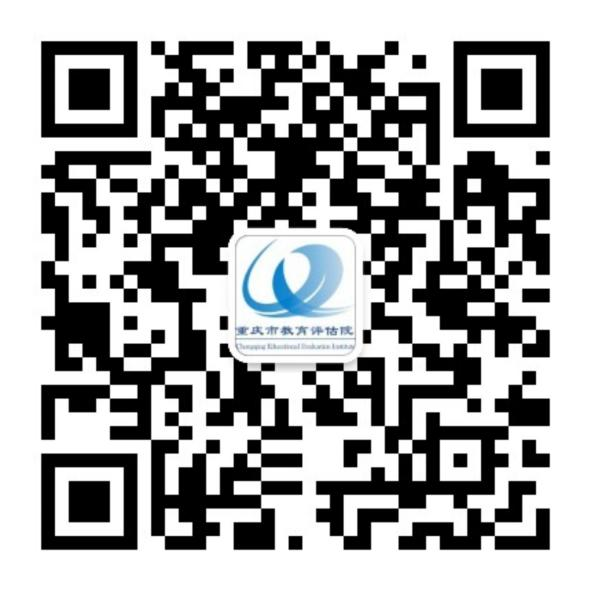 重庆市教育评估院
Chongqing Educational Evaluation Institute